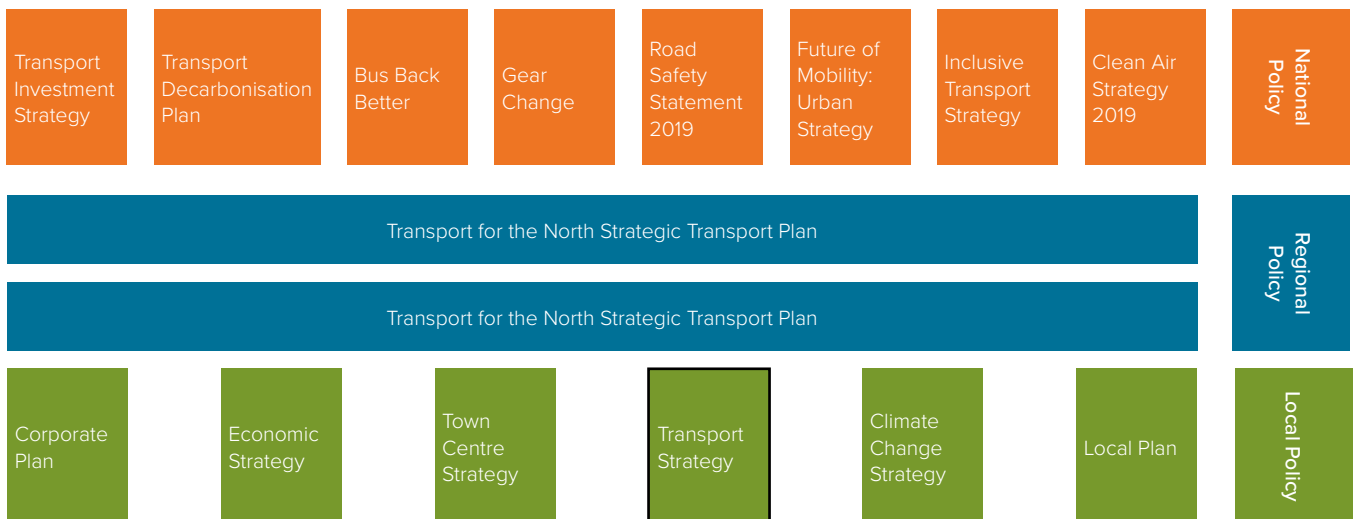 Transport
Investment
Strategy
Transport
Decarbonisation
Plan
Bus Back
Better
Gear
Change
Road
Safety
Statement
2019
Future of
Mobility:
Urban
Strategy
Inclusive
Transport
Strategy
Clean Air
Strategy
2019
National
Policy
Transport for the North Strategic Transport Plan
Transport for the North Strategic Transport Plan
Regional
Policy
Corporate
Plan
Economic
Strategy
Town
Centre
Strategy
Transport
Strategy
Climate
Change
Strategy
Local Plan
Local Policy